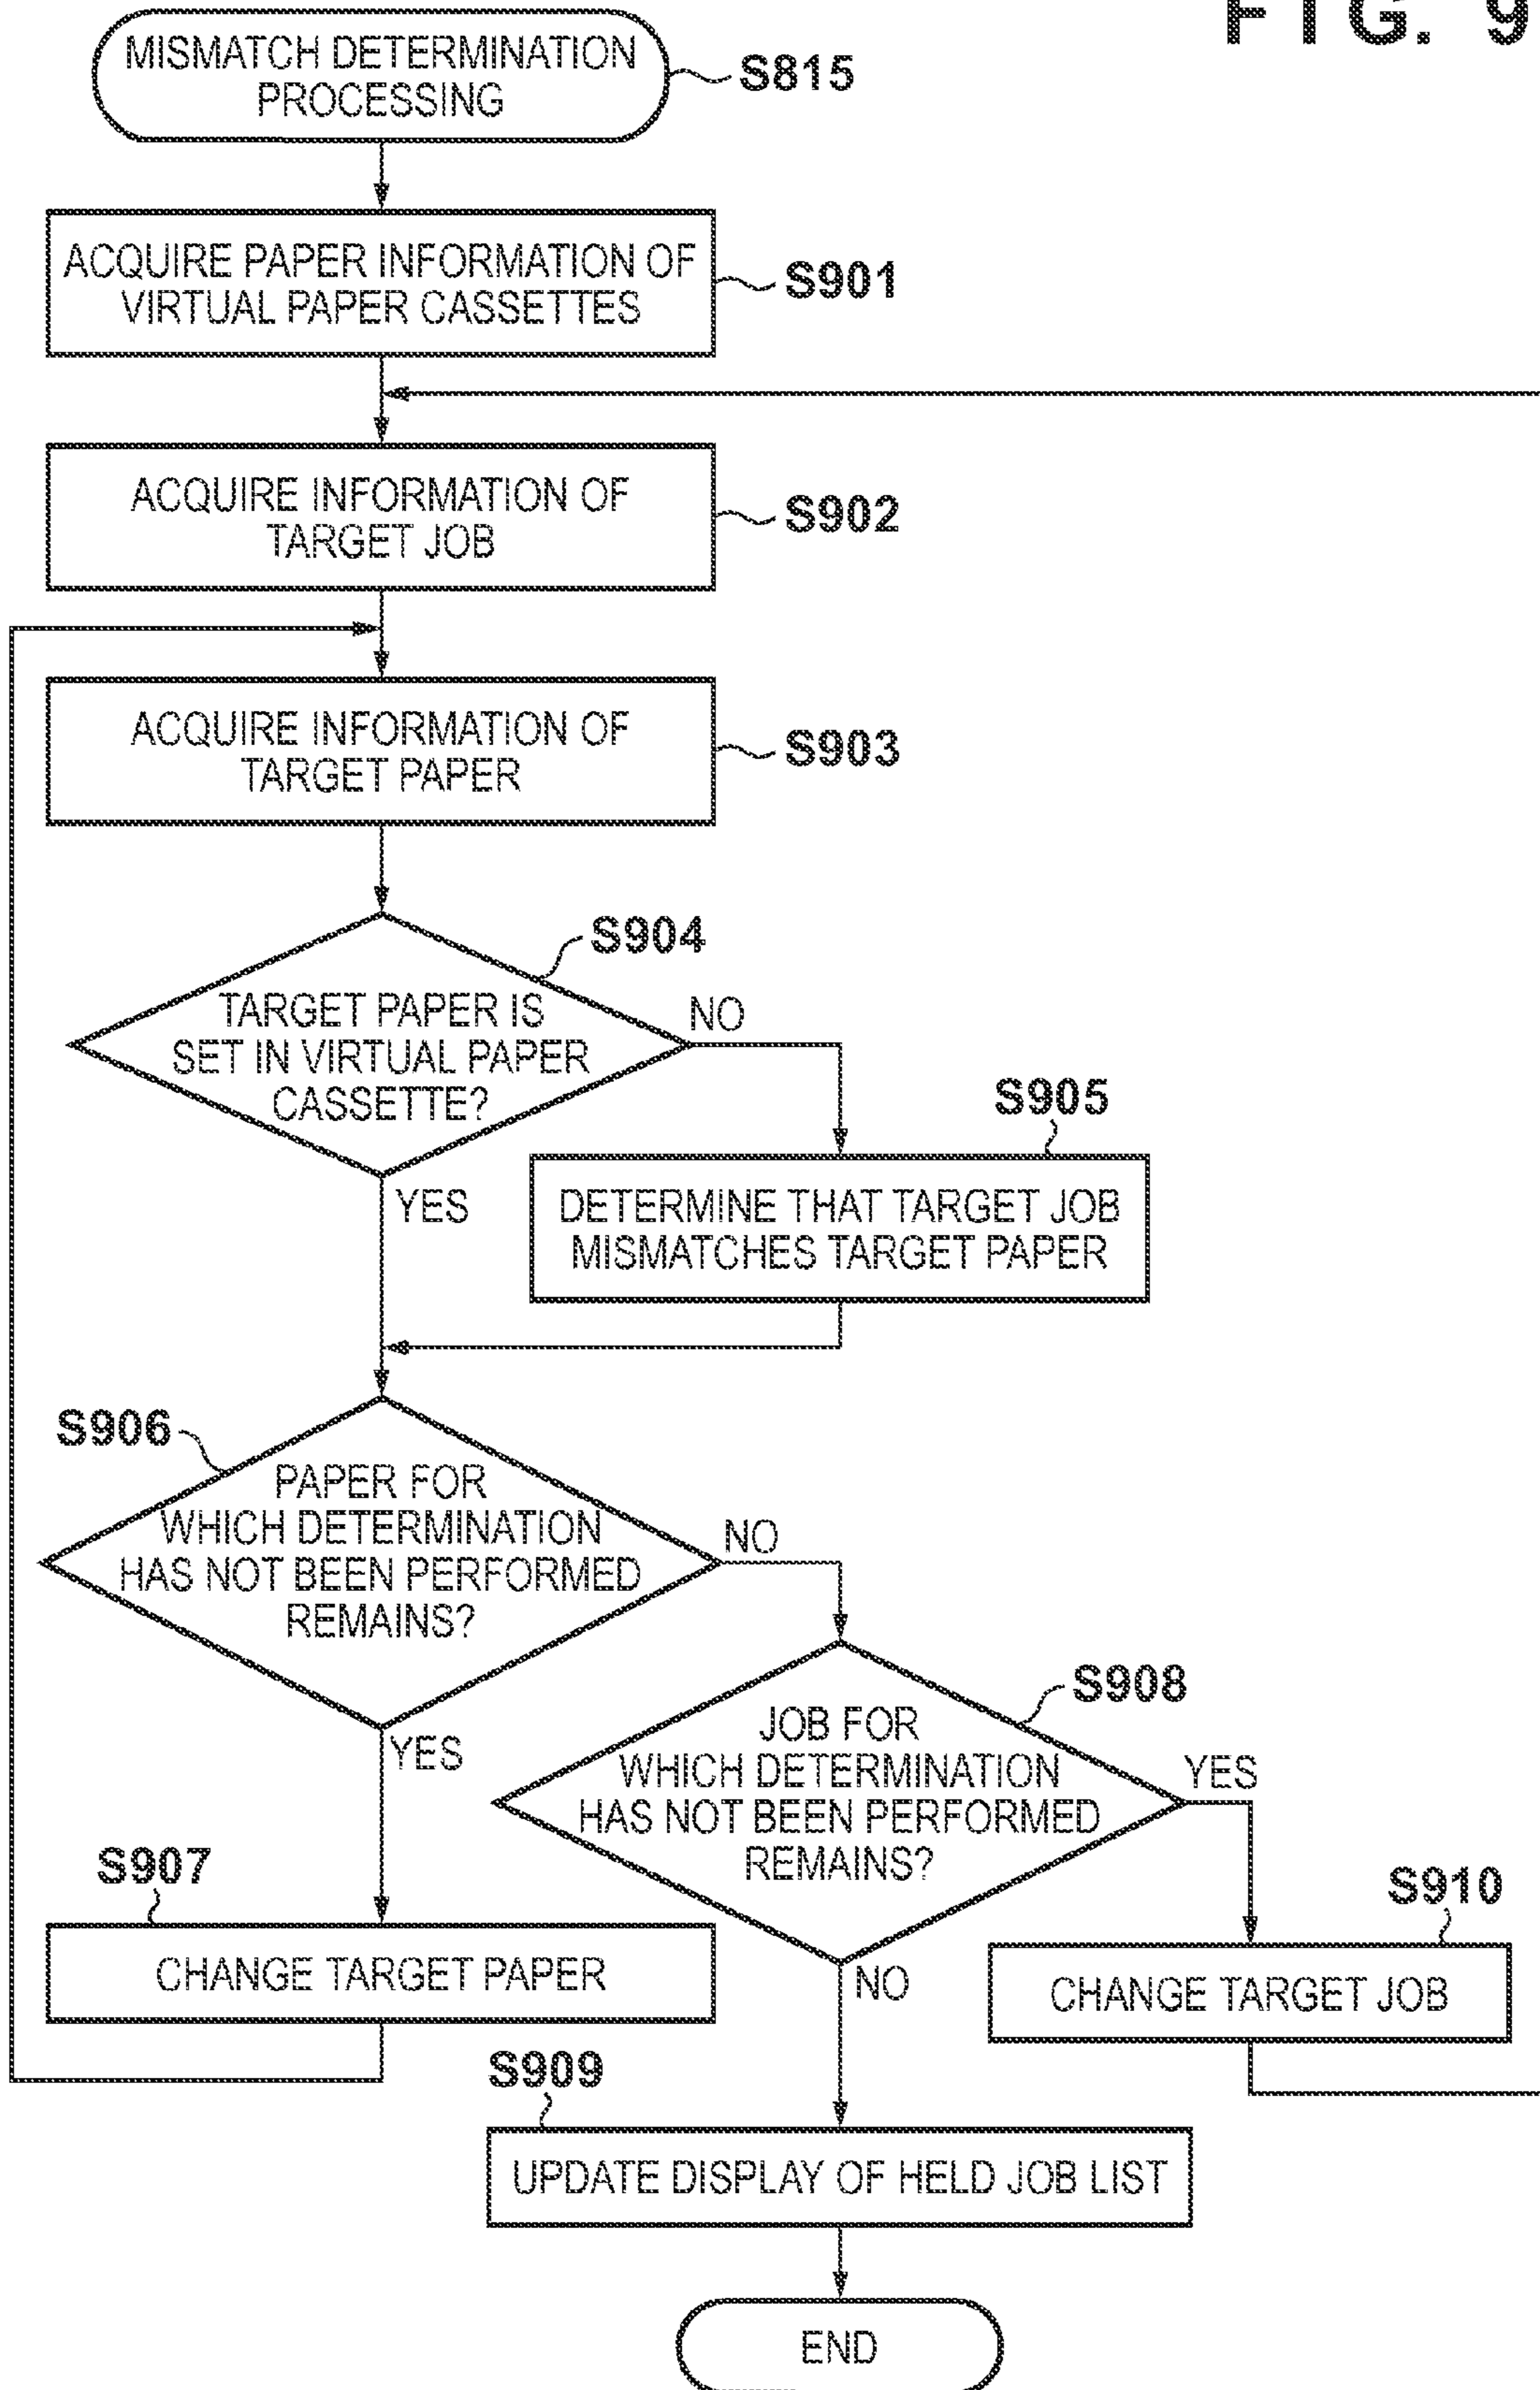 FIG. 9
MISMATCH DETERMINATION
PROCESSING
S815
ACQUIRE PAPER INFORMATION OF
VIRTUAL PAPER CASSETTES
S901
ACQUIRE INFORMATION OF
TARGET JOB
S902
ACQUIRE INFORMATION OF
TARGET PAPER
S903
S904
TARGET PAPER IS
SET IN VIRTUAL PAPER
CASSETTE?
NO
YES
S905
DETERMINE THAT TARGET JOB
MISMATCHES TARGET PAPER
S906
PAPER FOR
WHICH DETERMINATION
HAS NOT BEEN PERFORMED
REMAINS?
NO
YES
S908
JOB FOR
WHICH DETERMINATION
HAS NOT BEEN PERFORMED
REMAINS?
YES
NO
S907
CHANGE TARGET PAPER
S910
CHANGE TARGET JOB
S909
UPDATE DISPLAY OF HELD JOB LIST
END